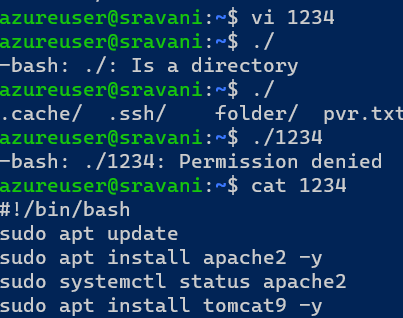 azureuser@sravani:~$ vi 1234
azureuser@sravani:~$ ./
-bash: ./: Is a directory
azureuser@sravani:~$ ./
.cache/ .ssh/ folder/ pvr.txt
azureuser@sravani:~$ ./1234
-bash: ./1234: Permission denied
azureuser@sravani:~$ cat 1234
#!/bin/bash
sudo apt update
sudo apt install apache2 -y
sudo systemctl status apache2
sudo apt install tomcat9 -y